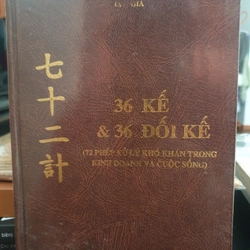 七十二計
36 KẾ
& 36 ĐỐI KẾ
(72 PHÉP XỬ LÝ KHÓ KHĂN TRONG
KINH DOANH VÀ CUỘC SỐNG)